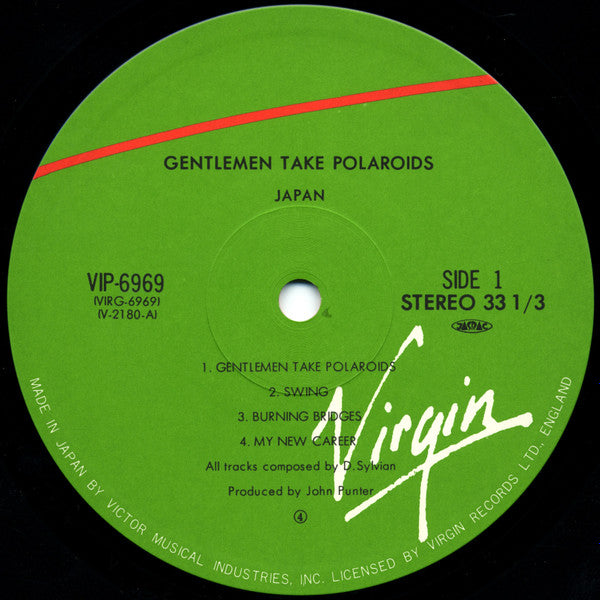 GENTLEMEN TAKE POLAROIDS
JAPAN
VIP-6969
(VIRG-6969)
(V-2180-A)
SIDE 1
STEREO 33 1/3
JASRAC
1. GENTLEMEN TAKE POLAROIDS
2. SWING
3. BURNING BRIDGES
4. MY NEW CAREER
All tracks composed by D.Sylvian
Produced by John Punter
④
Virgin
MADE IN JAPAN BY VICTOR MUSICAL INDUSTRIES, INC. LICENSED BY VIRGIN RECORDS LTD., ENGLAND